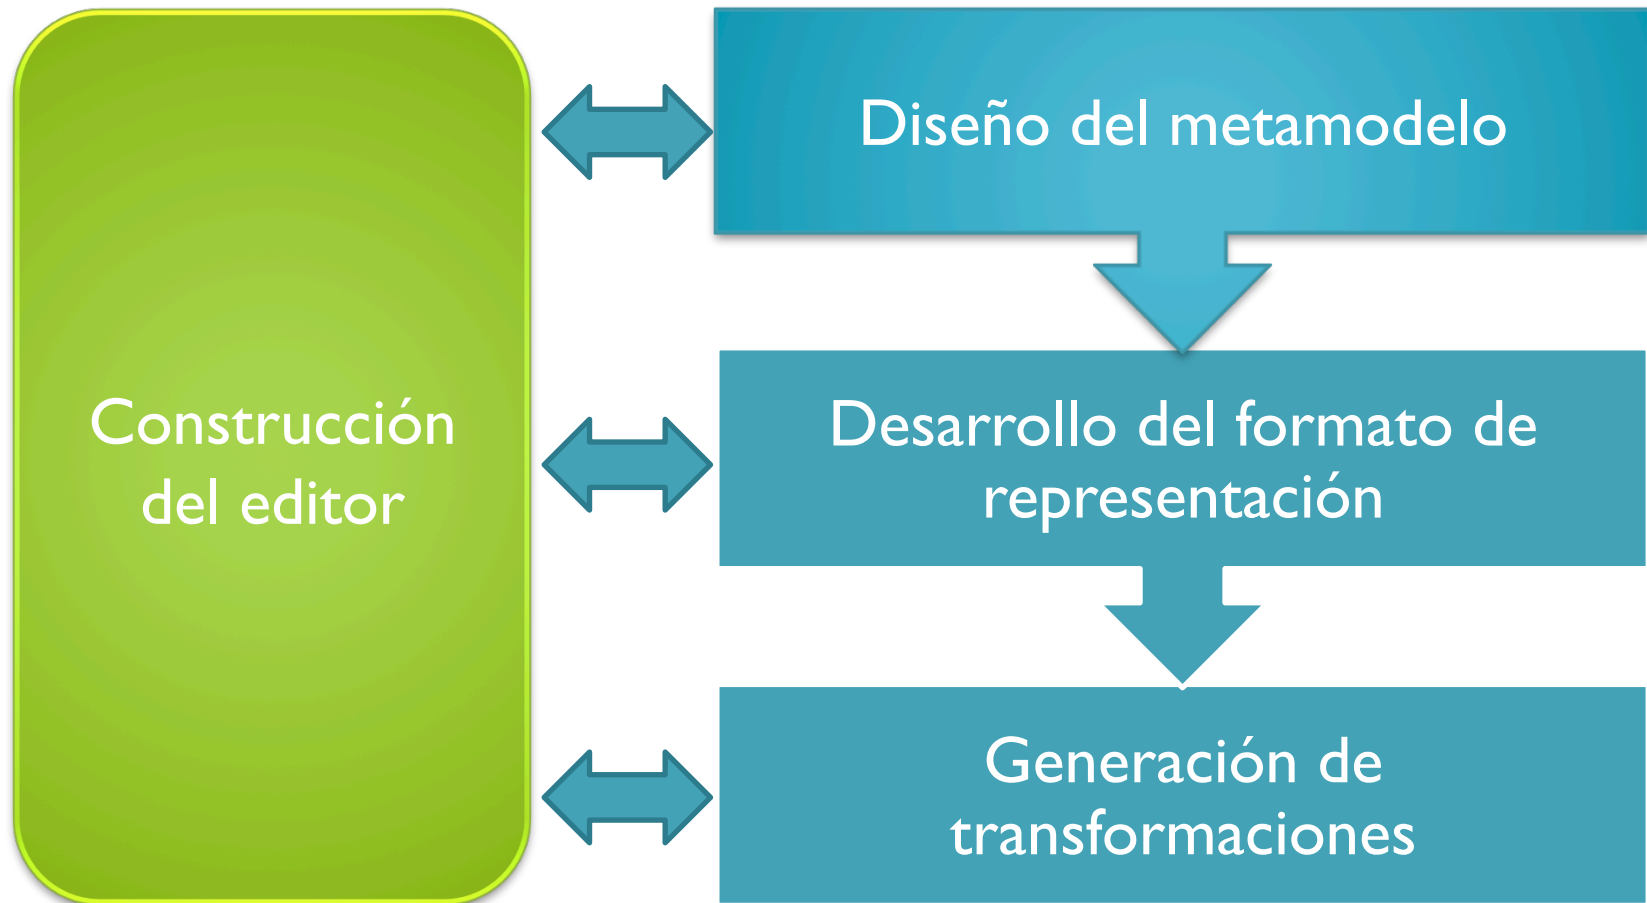 Construcción
del editor
Diseño del metamodelo
Desarrollo del formato de
representación
Generación de
transformaciones